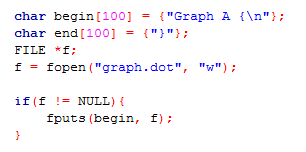 char begin[100] = {"Graph A {\n"};
char end[100] = {"}"};
FILE *f;
f = fopen("graph.dot", "w");
if(f != NULL){
fputs(begin, f);
}